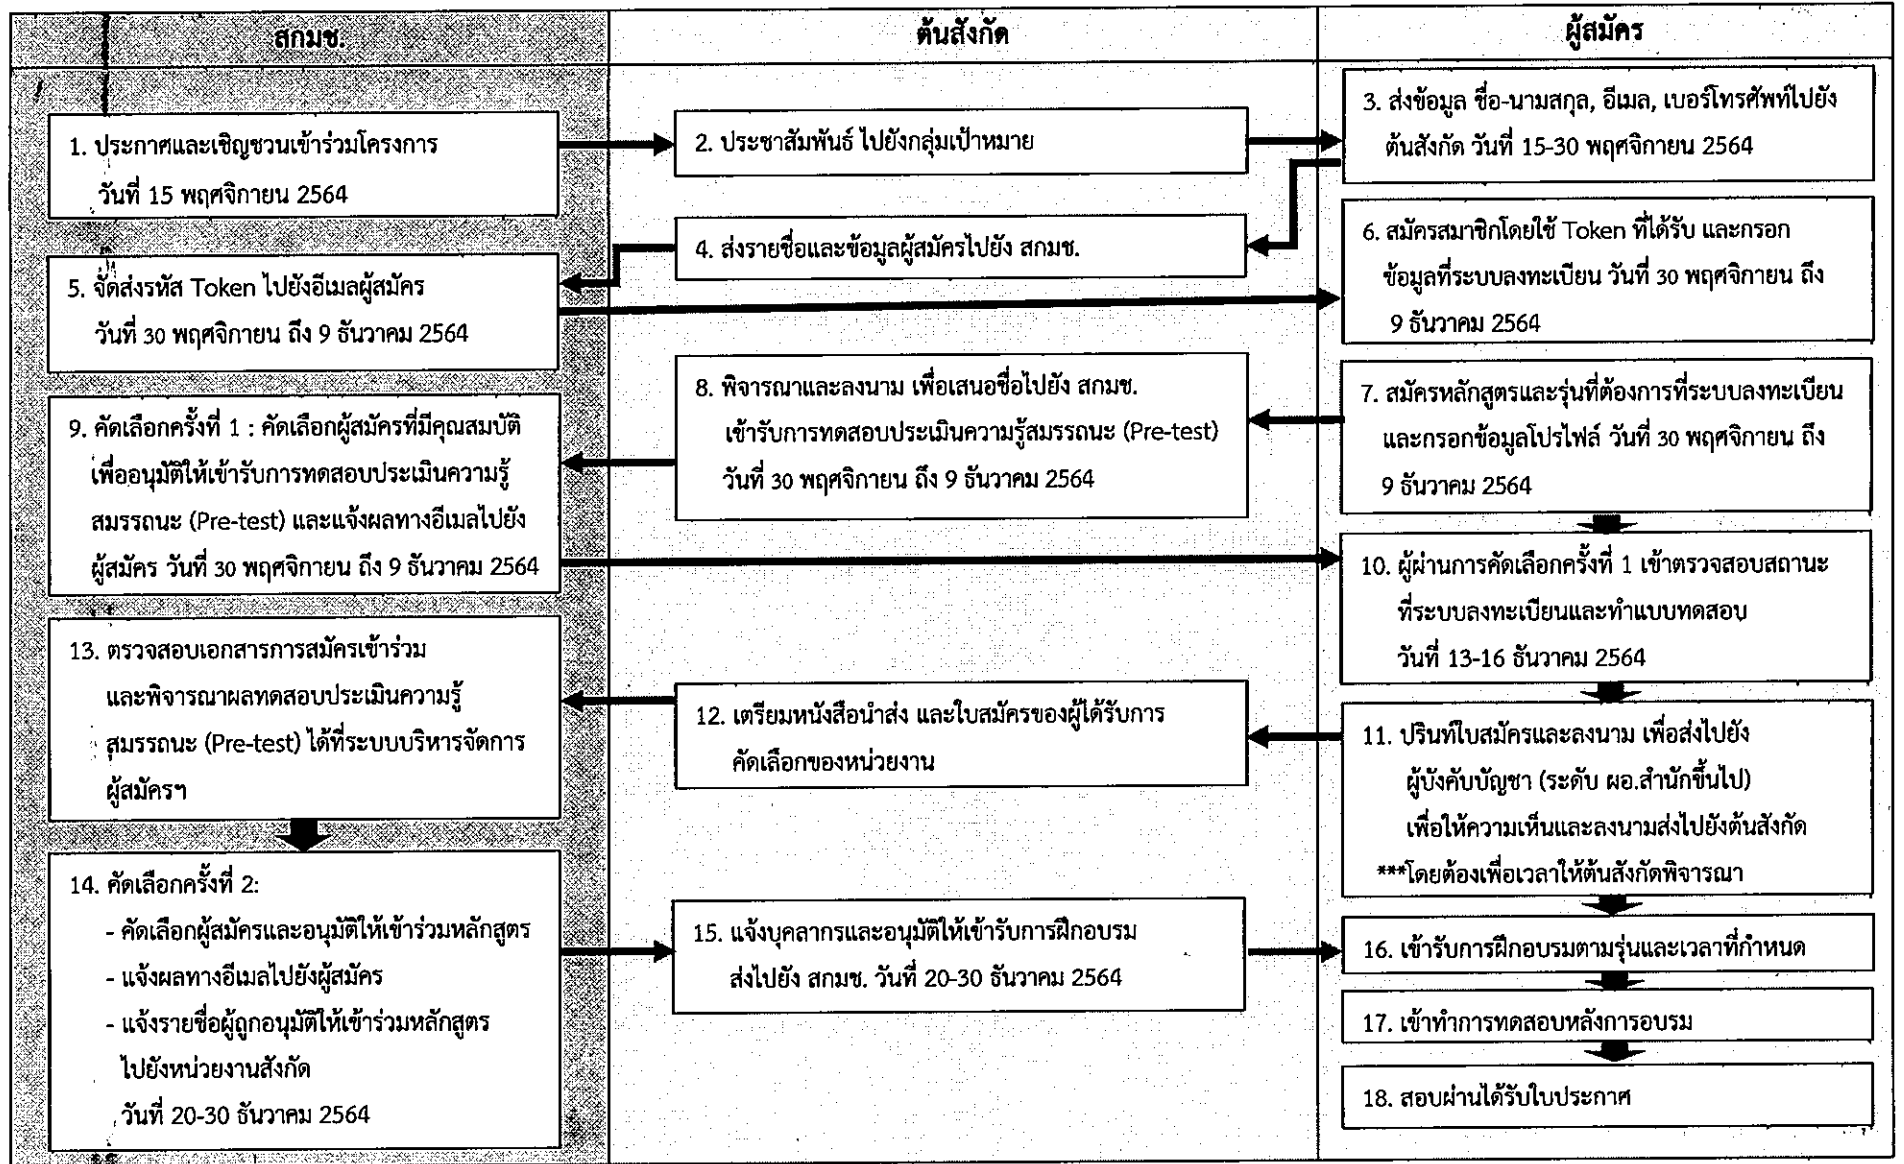 สกมช.
ต้นสังกัด
ผู้สมัคร
1. ประกาศและเชิญชวนเข้าร่วมโครงการ
วันที่ 15 พฤศจิกายน 2564
2. ประชาสัมพันธ์ ไปยังกลุ่มเป้าหมาย
3. ส่งข้อมูล ชื่อ-นามสกุล, อีเมล, เบอร์โทรศัพท์ไปยัง
ต้นสังกัด วันที่ 15-30 พฤศจิกายน 2564
4. ส่งรายชื่อและข้อมูลผู้สมัครไปยัง สกมช.
5. จัดส่งรหัส Token ไปยังอีเมลผู้สมัคร
วันที่ 30 พฤศจิกายน ถึง 9 ธันวาคม 2564
6. สมัครสมาชิกโดยใช้ Token ที่ได้รับ และกรอก
ข้อมูลที่ระบบลงทะเบียน วันที่ 30 พฤศจิกายน ถึง
9 ธันวาคม 2564
7. สมัครหลักสูตรและรุ่นที่ต้องการที่ระบบลงทะเบียน
และกรอกข้อมูลโปรไฟล์ วันที่ 30 พฤศจิกายน ถึง
9 ธันวาคม 2564
8. พิจารณาและลงนาม เพื่อเสนอชื่อไปยัง สกมช.
เข้ารับการทดสอบประเมินความรู้สมรรถนะ (Pre-test)
วันที่ 30 พฤศจิกายน ถึง 9 ธันวาคม 2564
9. คัดเลือกครั้งที่ 1 : คัดเลือกผู้สมัครที่มีคุณสมบัติ
เพื่ออนุมัติให้เข้ารับการทดสอบประเมินความรู้
สมรรถนะ (Pre-test) และแจ้งผลทางอีเมลไปยัง
ผู้สมัคร วันที่ 30 พฤศจิกายน ถึง 9 ธันวาคม 2564
10. ผู้ผ่านการคัดเลือกครั้งที่ 1 เข้าตรวจสอบสถานะ
ที่ระบบลงทะเบียนและทำแบบทดสอบ
วันที่ 13-16 ธันวาคม 2564
11. ปรินท์ใบสมัครและลงนาม เพื่อส่งไปยัง
ผู้บังคับบัญชา (ระดับ ผอ.สำนักขึ้นไป)
เพื่อให้ความเห็นและลงนามส่งไปยังต้นสังกัด
***โดยต้องเผื่อเวลาให้ต้นสังกัดพิจารณา
12. เตรียมหนังสือนำส่ง และใบสมัครของผู้ได้รับการ
คัดเลือกของหน่วยงาน
13. ตรวจสอบเอกสารการสมัครเข้าร่วม
และพิจารณาผลทดสอบประเมินความรู้
สมรรถนะ (Pre-test) ได้ที่ระบบบริหารจัดการ
ผู้สมัครฯ
14. คัดเลือกครั้งที่ 2:
- คัดเลือกผู้สมัครและอนุมัติให้เข้าร่วมหลักสูตร
- แจ้งผลทางอีเมลไปยังผู้สมัคร
- แจ้งรายชื่อผู้ถูกอนุมัติให้เข้าร่วมหลักสูตร
ไปยังหน่วยงานสังกัด
วันที่ 20-30 ธันวาคม 2564
15. แจ้งบุคลากรและอนุมัติให้เข้ารับการฝึกอบรม
ส่งไปยัง สกมช. วันที่ 20-30 ธันวาคม 2564
16. เข้ารับการฝึกอบรมตามรุ่นและเวลาที่กำหนด
17. เข้าทำการทดสอบหลังการอบรม
18. สอบผ่านได้รับใบประกาศ